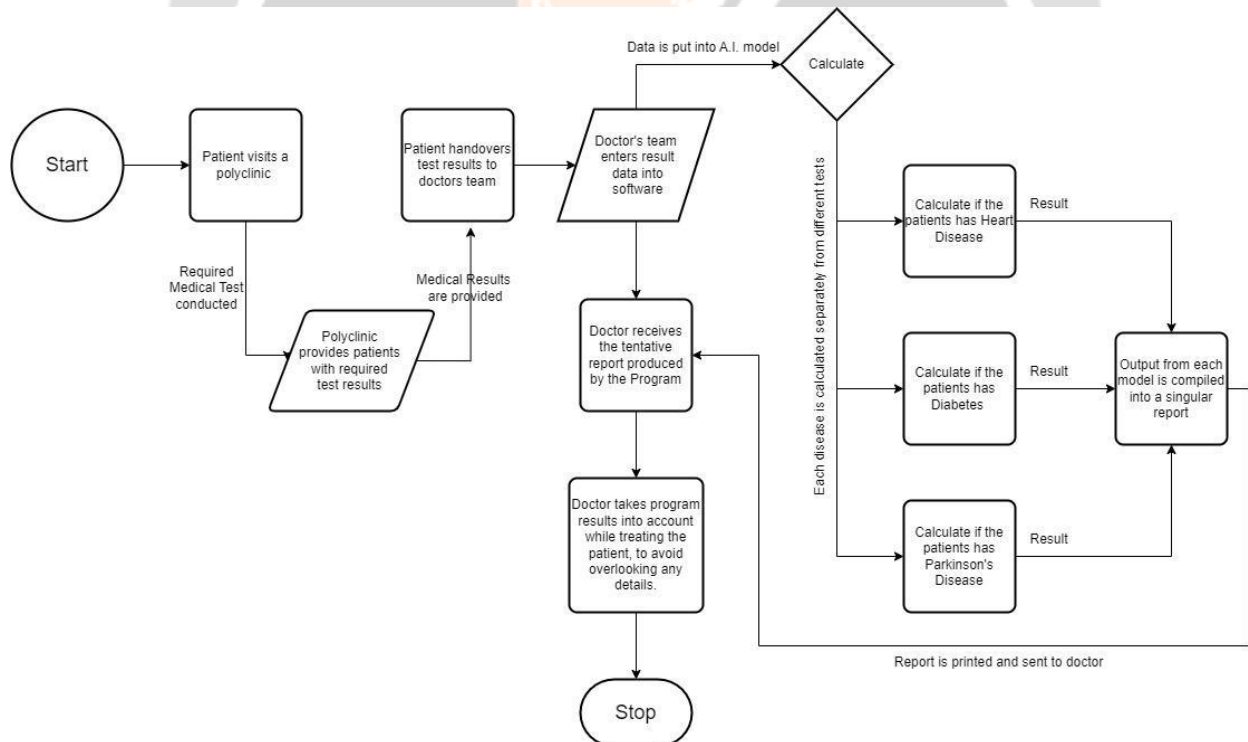 Data is put into A.I. model
Calculate
Start
Patient visits a
polyclinic
Patient handovers
test results to
doctors team
Doctor's team
enters result
data into
software
Required
Medical Test
conducted
Medical Results
are provided
Polyclinic
provides patients
with required
test results
Doctor receives
the tentative
report produced
by the Program
Doctor takes program
results into account
while treating the
patient, to avoid
overlooking any
details.
Stop
Each disease is calculated separately from different tests
Calculate if the
patients has Heart
Disease
Result
Calculate if the
patients has
Diabetes
Result
Calculate if the
patients has
Parkinson's
Disease
Result
Output from each
model is compiled
into a singular
report
Report is printed and sent to doctor